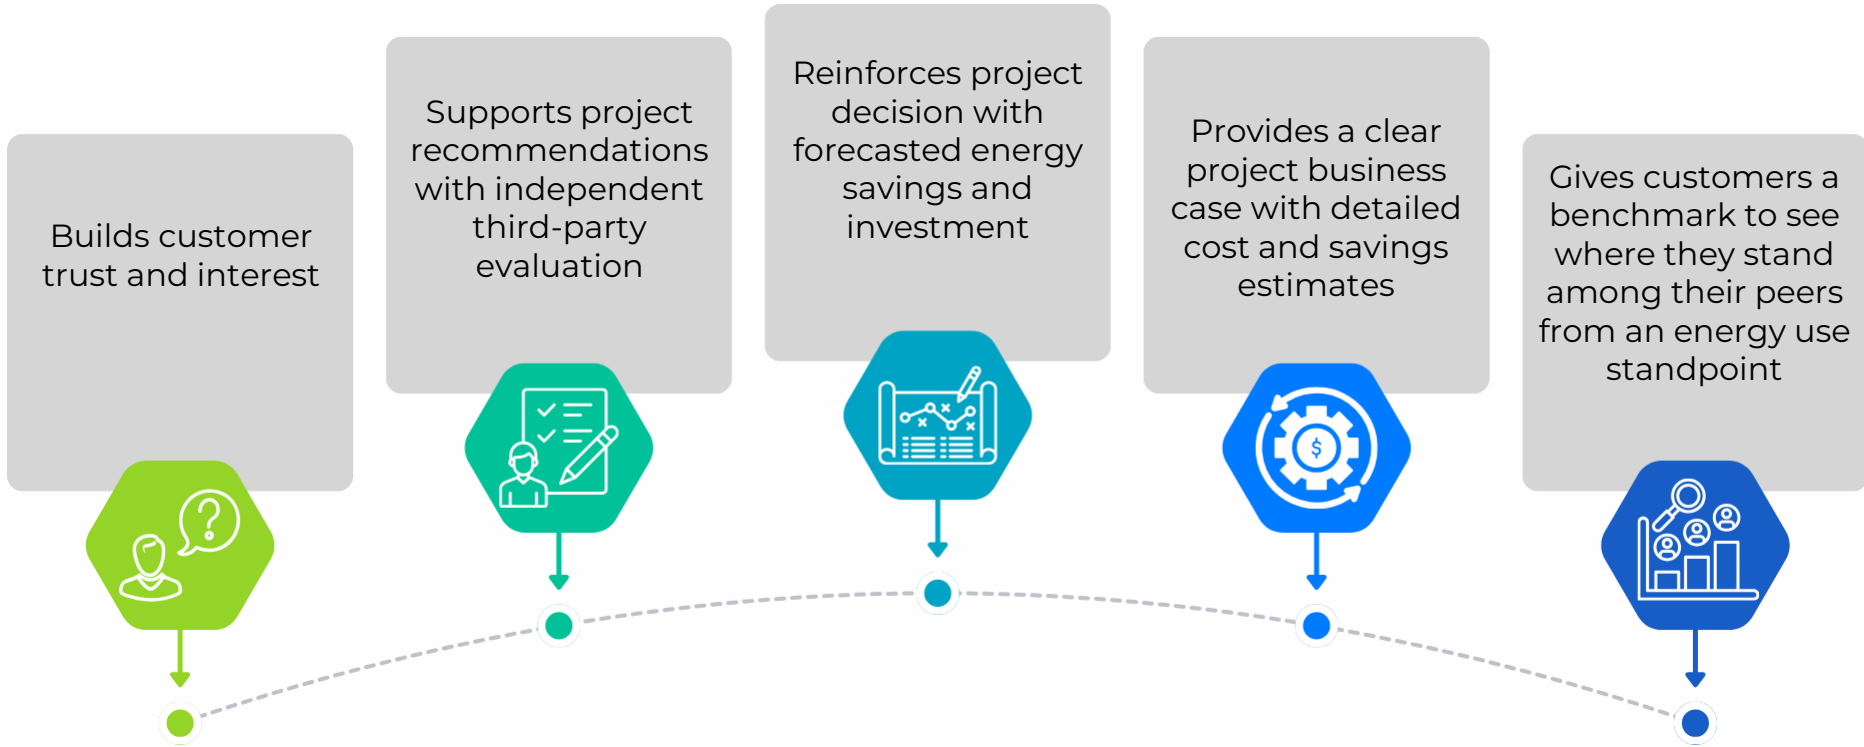 Builds customer
trust and interest
Supports project
recommendations
with independent
third-party
evaluation
Reinforces project
decision with
forecasted energy
savings and
investment
Provides a clear
project business
case with detailed
cost and savings
estimates
Gives customers a
benchmark to see
where they stand
among their peers
from an energy use
standpoint
?
$